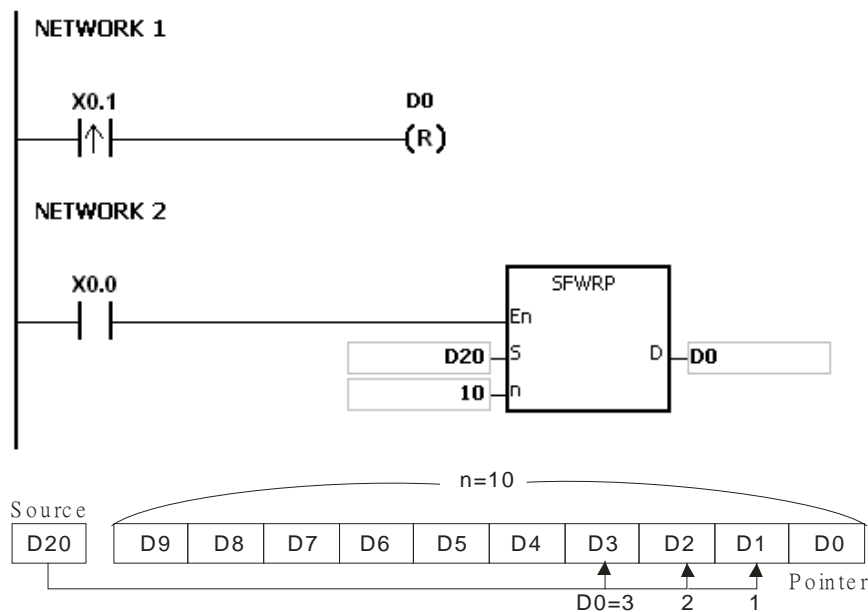 NETWORK 1
X0.1 D0
(R)
NETWORK 2
X0.0
SFWRP
En
D20 S D D0
10 n
n=10
Source
D20 D9 D8 D7 D6 D5 D4 D3 D2 D1 D0
Pointer
D0=3 2 1